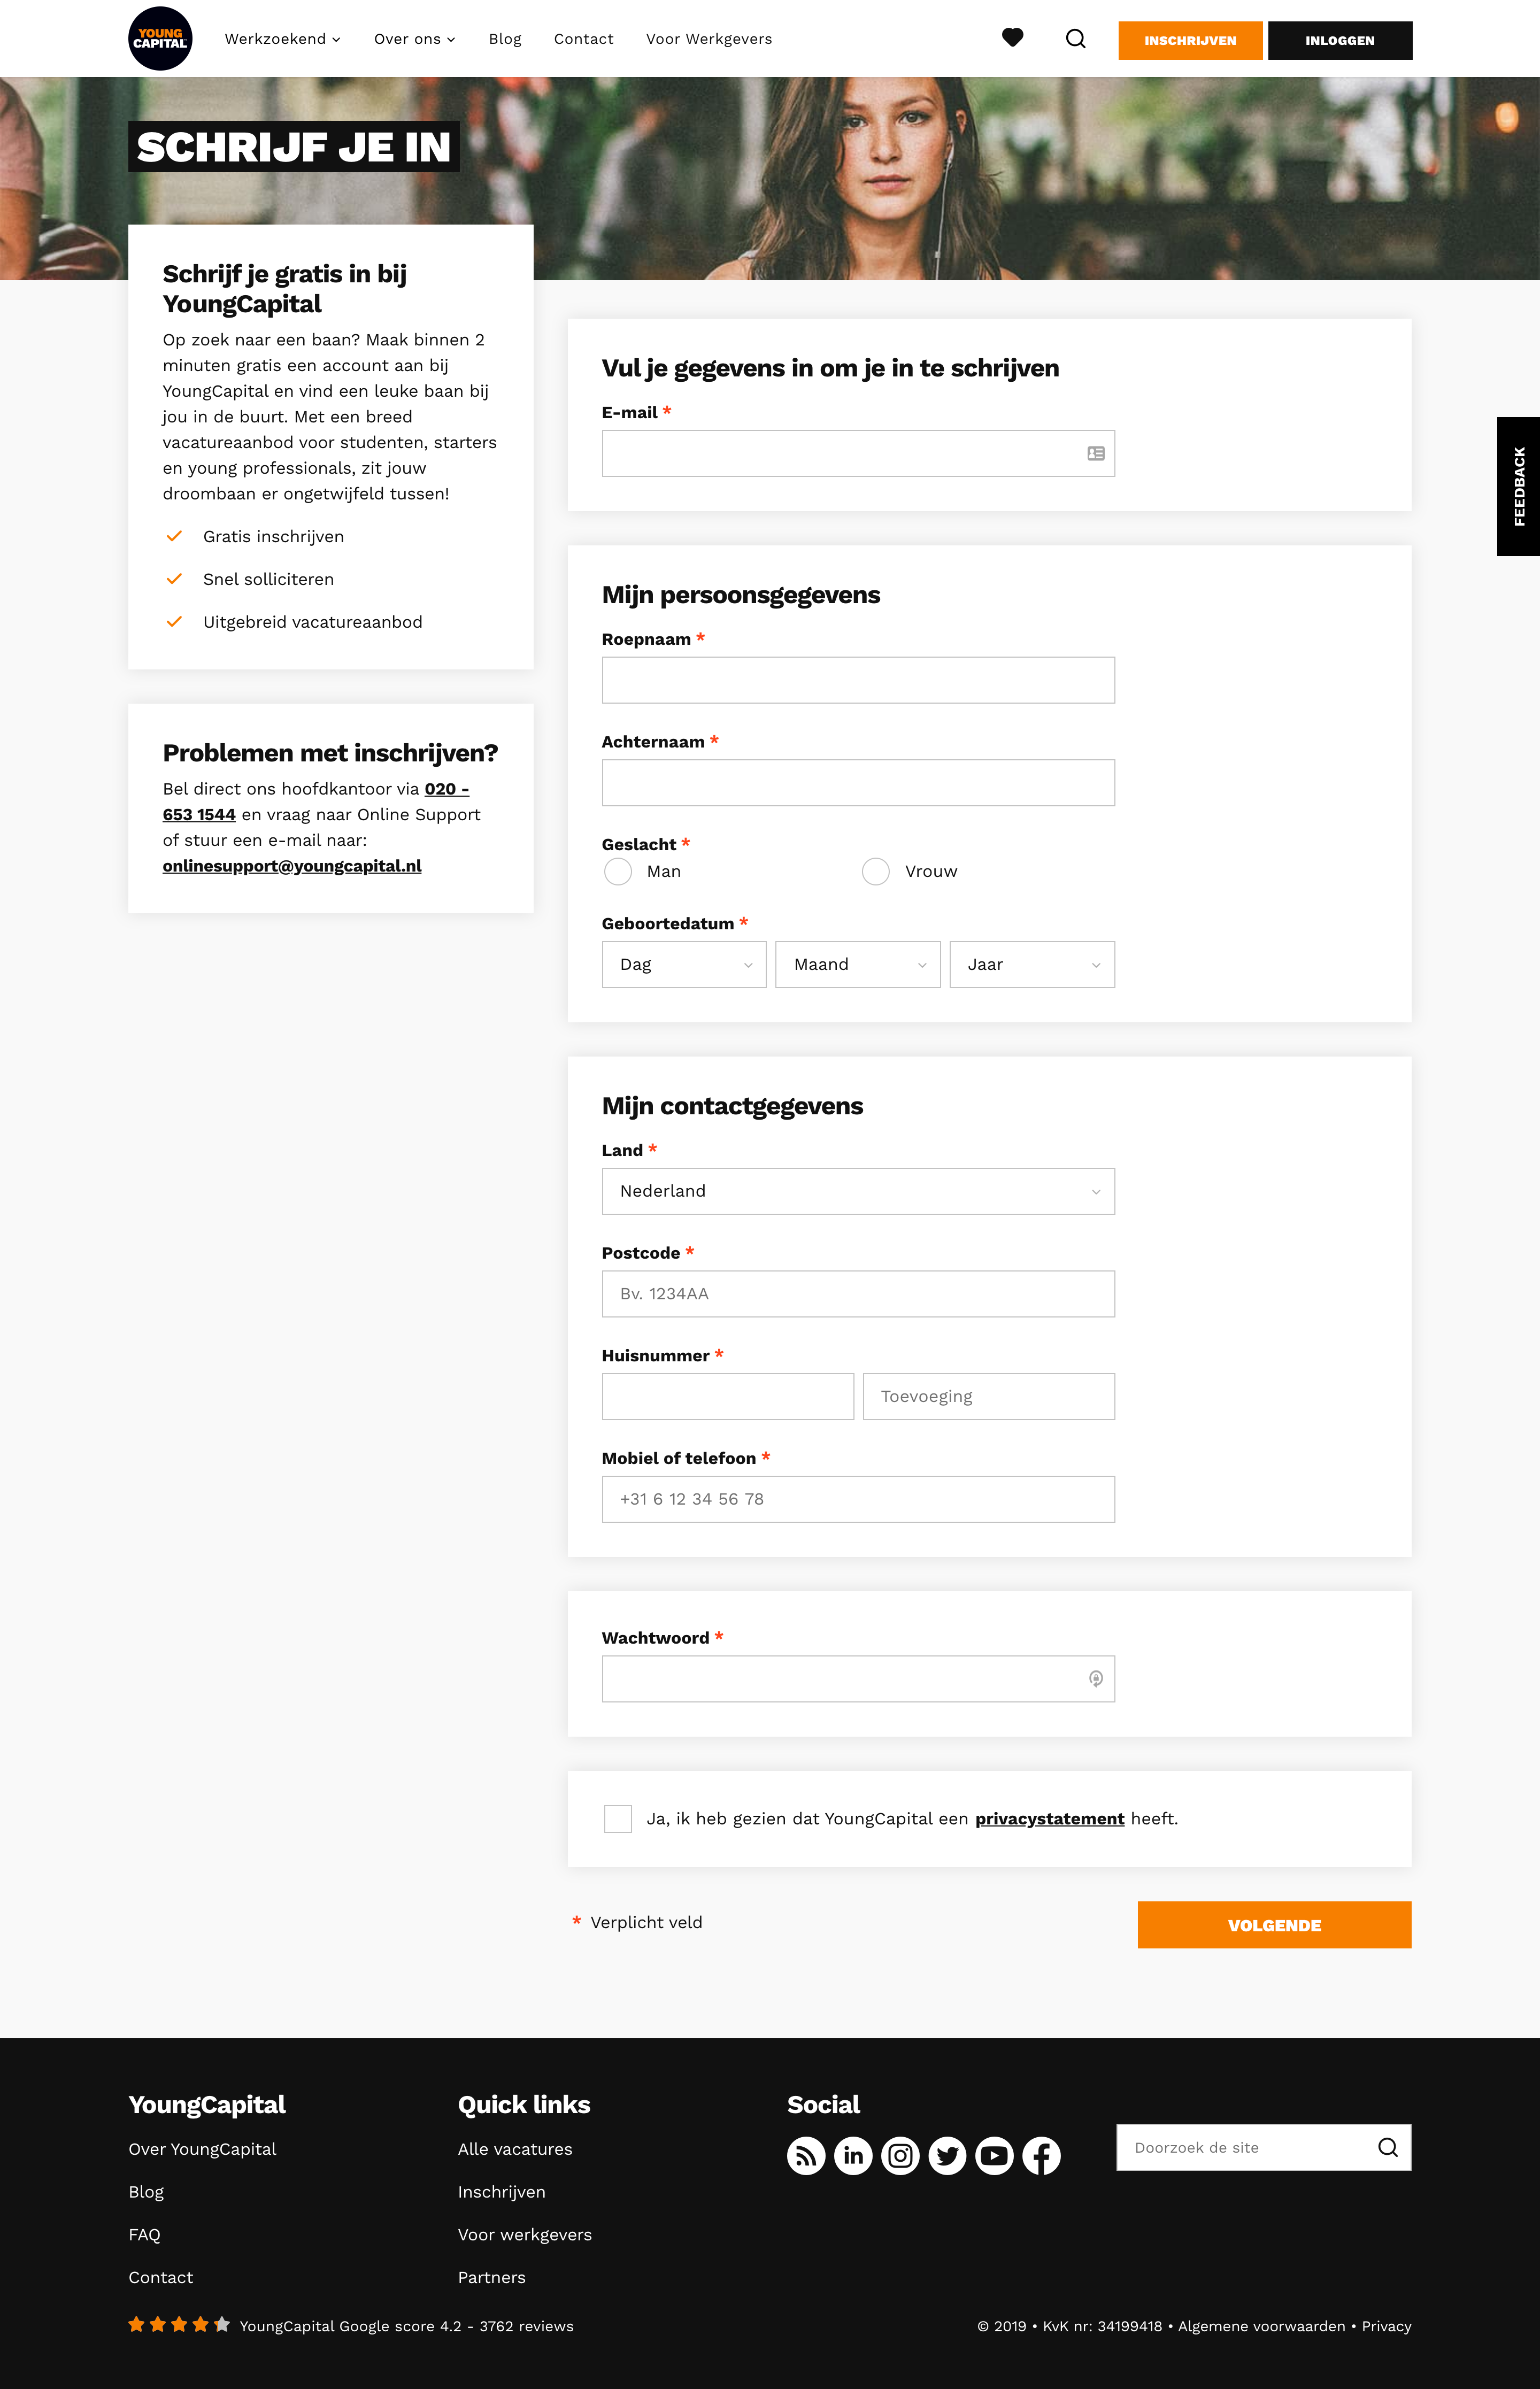 YOUNG
CAPITAL
Werkzoekend
Over ons
Blog
Contact
Voor Werkgevers
INSCHRIJVEN
INLOGGEN
SCHRIJF JE IN
Schrijf je gratis in bij
YoungCapital
Op zoek naar een baan? Maak binnen 2
minuten gratis een account aan bij
YoungCapital en vind een leuke baan bij
jou in de buurt. Met een breed
vacatureaanbod voor studenten, starters
en young professionals, zit jouw
droombaan er ongetwijfeld tussen!
Gratis inschrijven
Snel solliciteren
Uitgebreid vacatureaanbod
Problemen met inschrijven?
Bel direct ons hoofdkantoor via 020 -
653 1544 en vraag naar Online Support
of stuur een e-mail naar:
onlinesupport@youngcapital.nl
Vul je gegevens in om je in te schrijven
E-mail *
FEEDBACK
Mijn persoonsgegevens
Roepnaam *
Achternaam *
Geslacht *
Man
Vrouw
Geboortedatum *
Dag
Maand
Jaar
Mijn contactgegevens
Land *
Nederland
Postcode *
Bv. 1234AA
Huisnummer *
Toevoeging
Mobiel of telefoon *
+31 6 12 34 56 78
Wachtwoord *
Ja, ik heb gezien dat YoungCapital een privacystatement heeft.
* Verplicht veld
VOLGENDE
YoungCapital
Over YoungCapital
Blog
FAQ
Contact
Quick links
Alle vacatures
Inschrijven
Voor werkgevers
Partners
Social
Doorzoek de site
YoungCapital Google score 4.2 - 3762 reviews
© 2019 • KvK nr: 34199418 • Algemene voorwaarden • Privacy